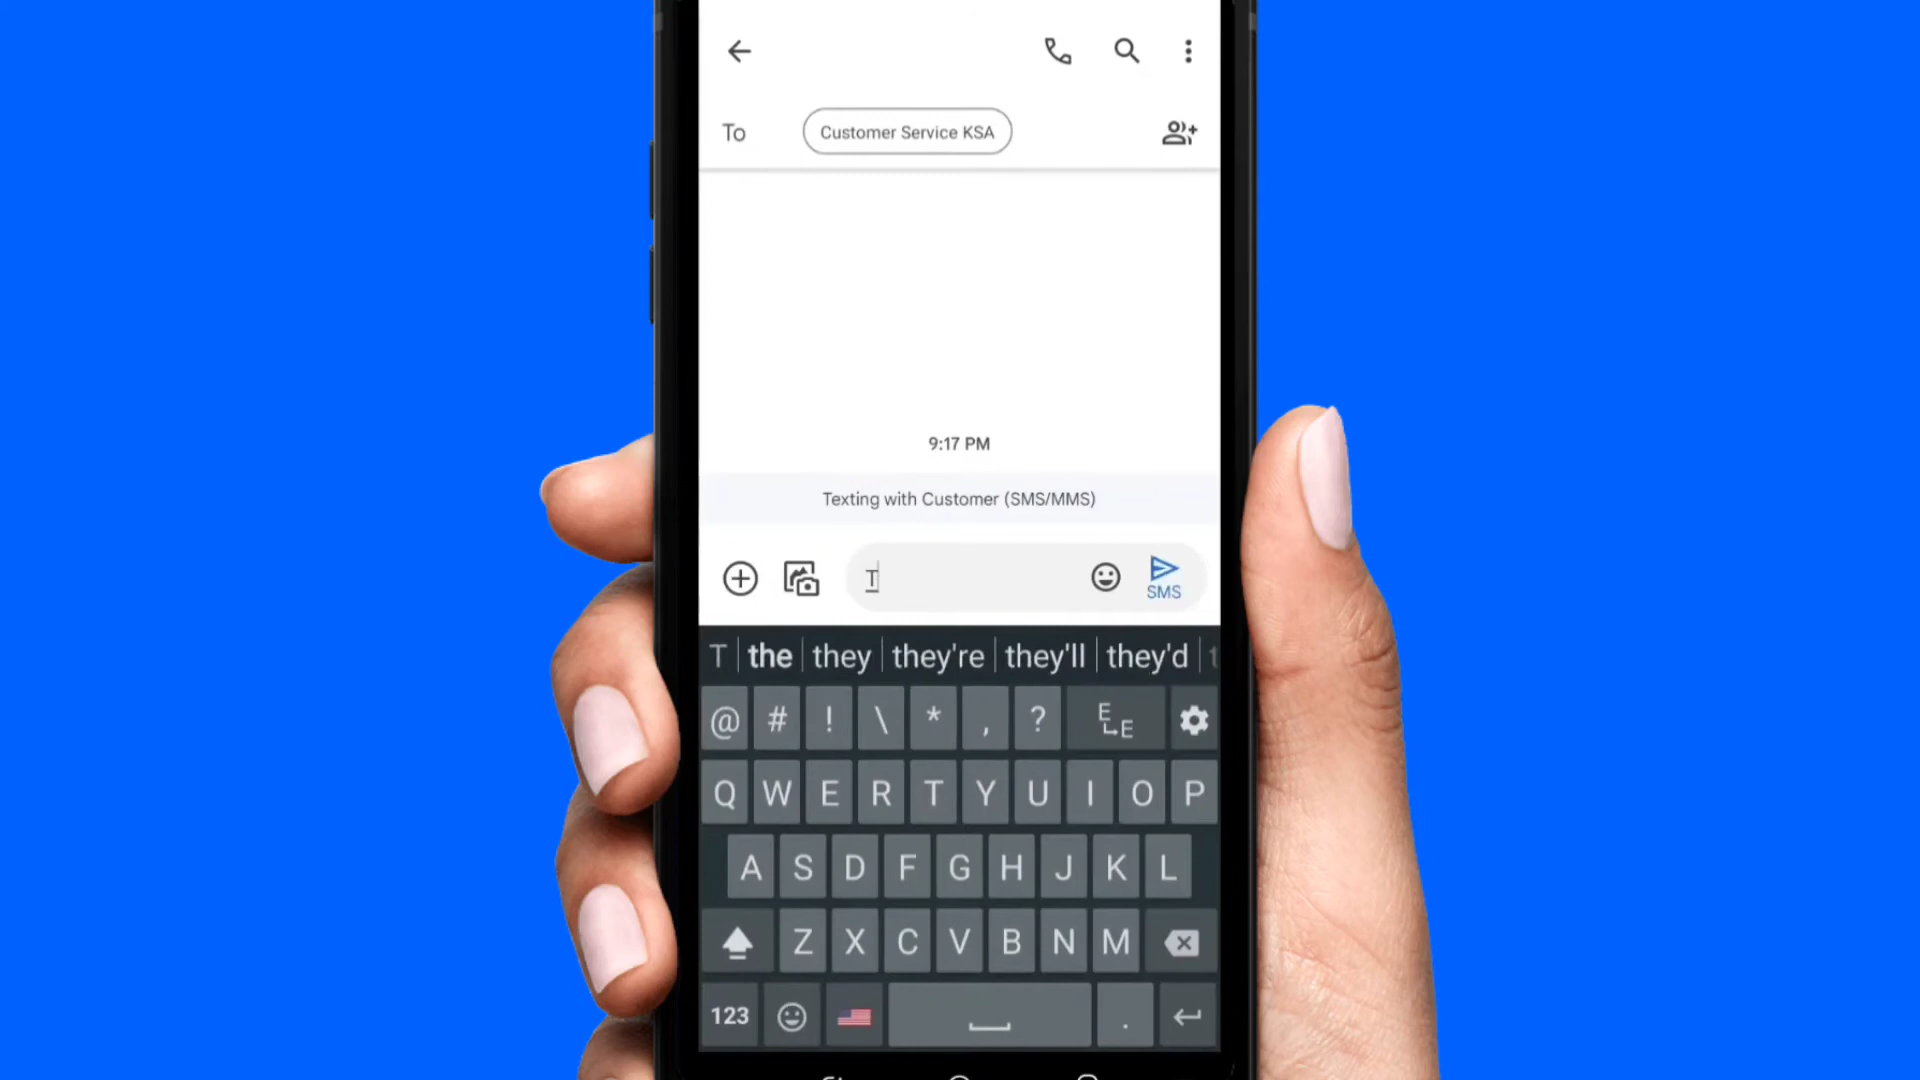 To Customer Service KSA
9:17 PM
Texting with Customer (SMS/MMS)
T
SMS
T the they they're they'll they'd t
@ # ! \ * , ? E E
Q W E R T Y U I O P
A S D F G H J K L
Z X C V B N M
123 .